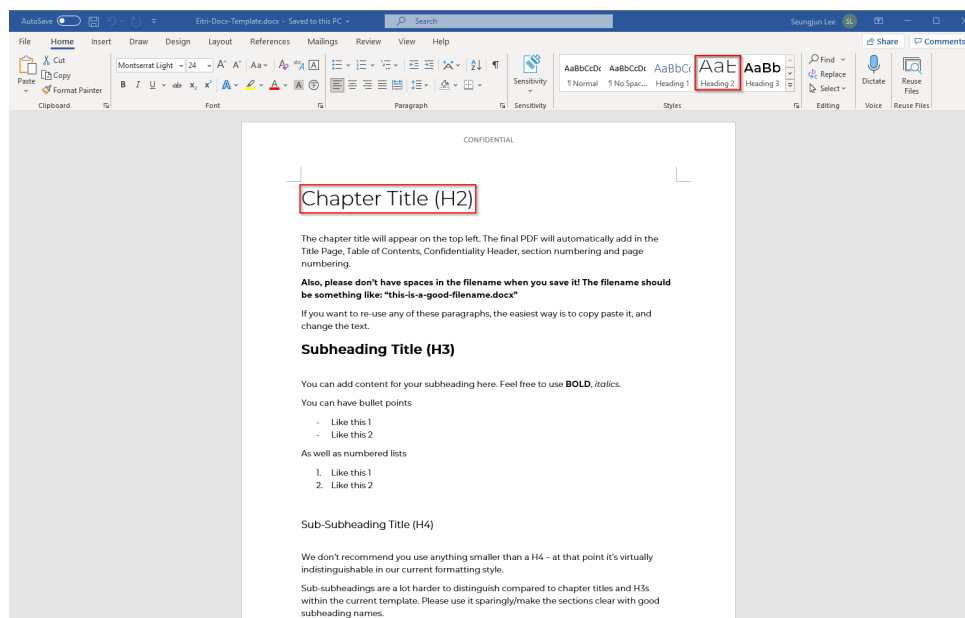 AutoSave Eitri-Docx-Template.docx - Saved to this PC Search Seungjun Lee SL
File Home Insert Draw Design Layout References Mailings Review View Help Share Comments
Paste Cut
Copy
Format Painter
Clipboard
Montserrat Light 24 A A Aa A
B I U ab x₂ x² A A A
Font
Paragraph
Sensitivity
Sensitivity
AaBbCcDc AaBbCcDc AaBbCc AaB AaBb
¶ Normal ¶ No Spac... Heading 1 Heading 2 Heading 3
Styles
Find
Replace
Select
Editing
Dictate
Voice
Reuse
Files
Reuse Files
CONFIDENTIAL
Chapter Title (H2)
The chapter title will appear on the top left. The final PDF will automatically add in the
Title Page, Table of Contents, Confidentiality Header, section numbering and page
numbering.
Also, please don’t have spaces in the filename when you save it! The filename should
be something like: “this-is-a-good-filename.docx”
If you want to re-use any of these paragraphs, the easiest way is to copy paste it, and
change the text.
Subheading Title (H3)
You can add content for your subheading here. Feel free to use BOLD, italics.
You can have bullet points
- Like this 1
- Like this 2
As well as numbered lists
1. Like this 1
2. Like this 2
Sub-Subheading Title (H4)
We don’t recommend you use anything smaller than a H4 – at that point it’s virtually
indistinguishable in our current formatting style.
Sub-subheadings are a lot harder to distinguish compared to chapter titles and H3s
within the current template. Please use it sparingly/make the sections clear with good
subheading names.